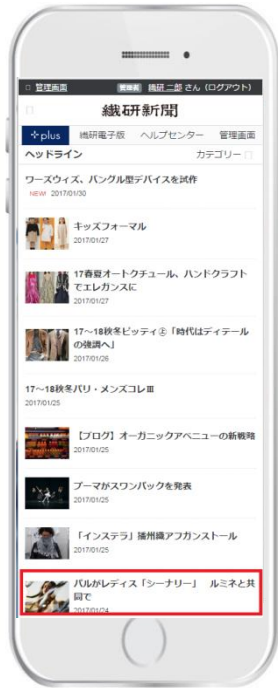 管理画面 管理者 繊研 二郎 さん（ログアウト）
繊研新聞
plus 繊研電子版 ヘルプセンター 管理画面
ヘッドライン カテゴリー
ワーズウィズ、バングル型デバイスを試作
NEW! 2017/01/30
キッズフォーマル
2017/01/27
17春夏オートクチュール、ハンドクラフト
でエレガンスに
2017/01/27
17～18秋冬ピッティ㊤「時代はディテール
の強調へ」
2017/01/26
17～18秋冬パリ・メンズコレⅢ
2017/01/25
【ブログ】オーガニックアベニューの新戦略
2017/01/25
プーマがスワンパックを発表
2017/01/25
「インステラ」播州織アフガンストール
2017/01/25
パルがレディス「シーナリー」　ルミネと共
同で
2017/01/24